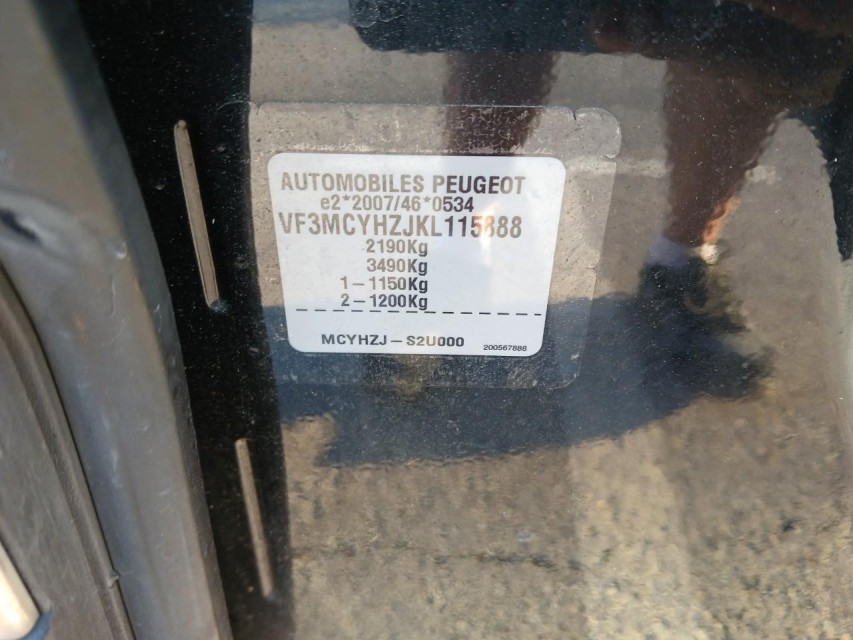 AUTOMOBILES PEUGEOT
e2*2007/46*0534
VF3MCYHZJKL115888
2190Kg
3490Kg
1-1150Kg
2-1200Kg
MCYHZJ-S2U000
200567888